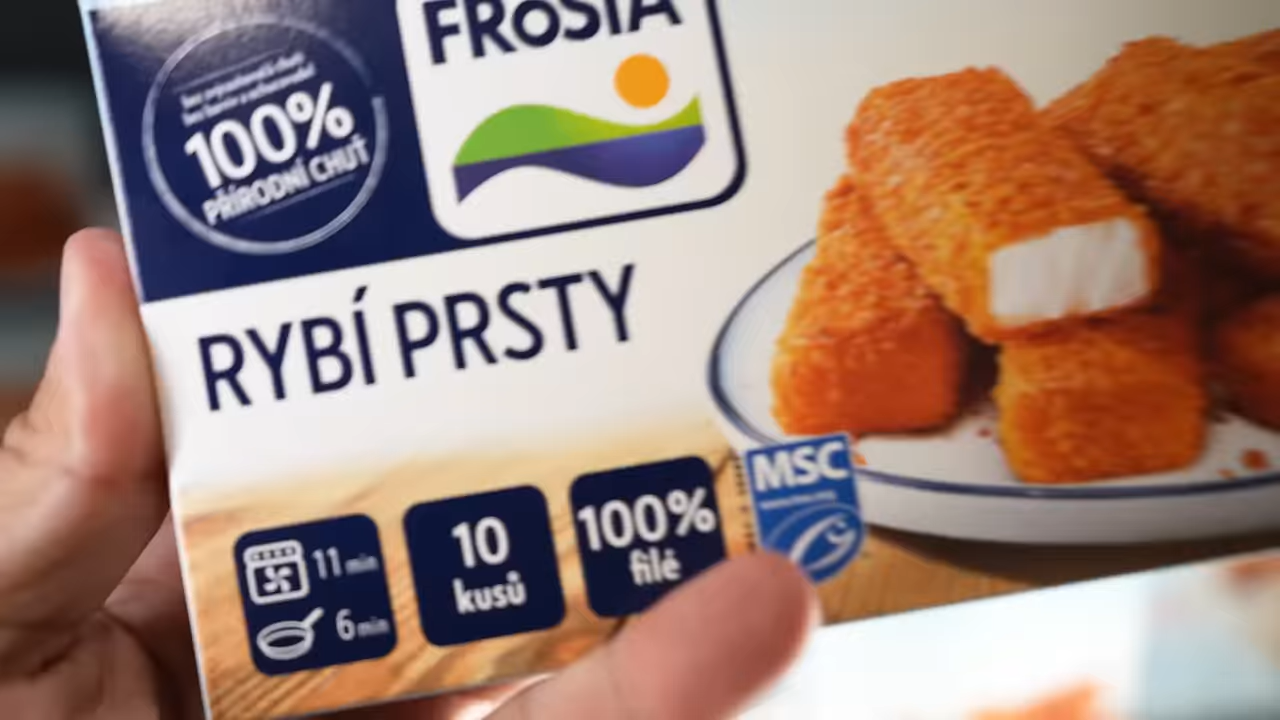 FRoSTA
100%
PŘÍRODNÍ CHUŤ
RYBÍ PRSTY
11 min
6 min
10
kusů
100%
filé
MSC